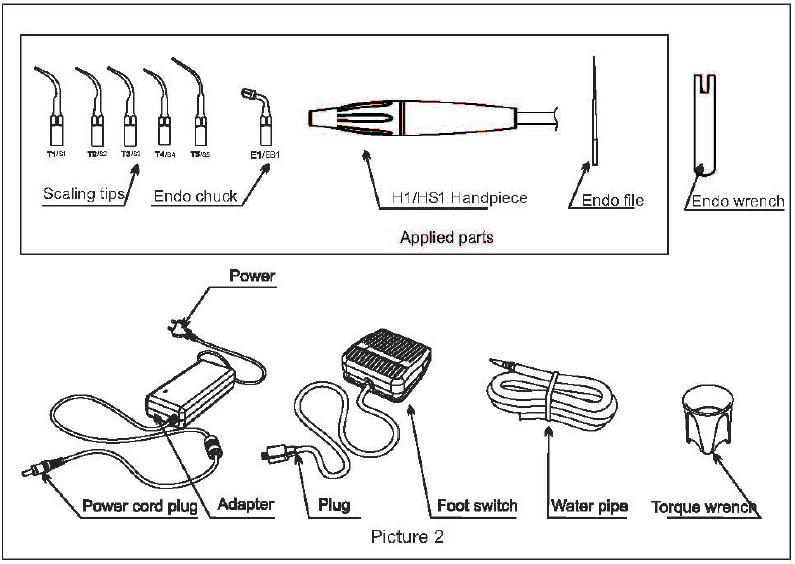 T1/S1 T2/S2 T3/S3 T4/S4 T5/S5 E1/ES1
Scaling tips Endo chuck H1/HS1 Handpiece Endo file Endo wrench
Applied parts
Power
Power cord plug Adapter Plug Foot switch Water pipe Torque wrench
Picture 2